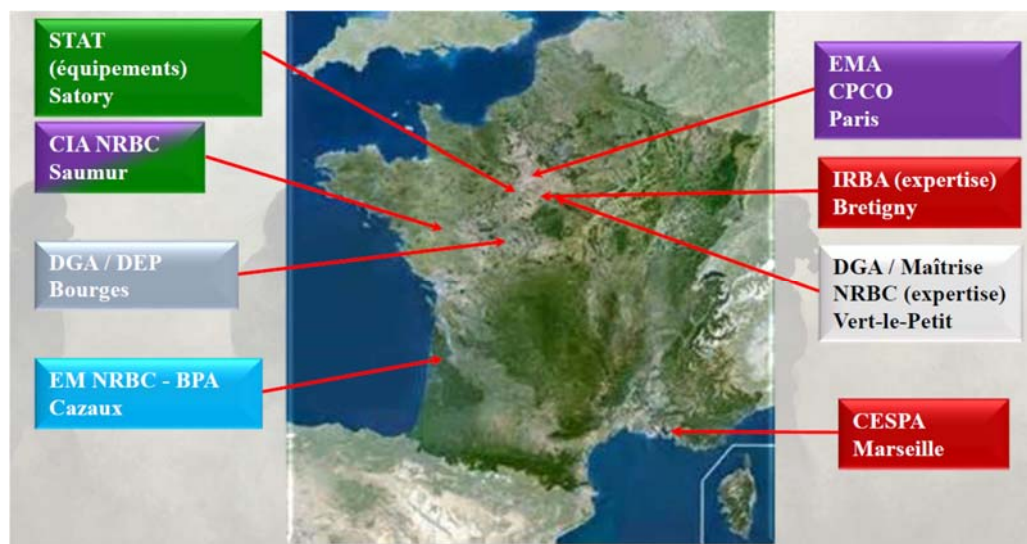 STAT
(équipements)
Satory
CIA NRBC
Saumur
DGA / DEP
Bourges
EM NRBC - BPA
Cazaux
EMA
CPCO
Paris
IRBA (expertise)
Bretigny
DGA / Maîtrise
NRBC (expertise)
Vert-le-Petit
CESPA
Marseille